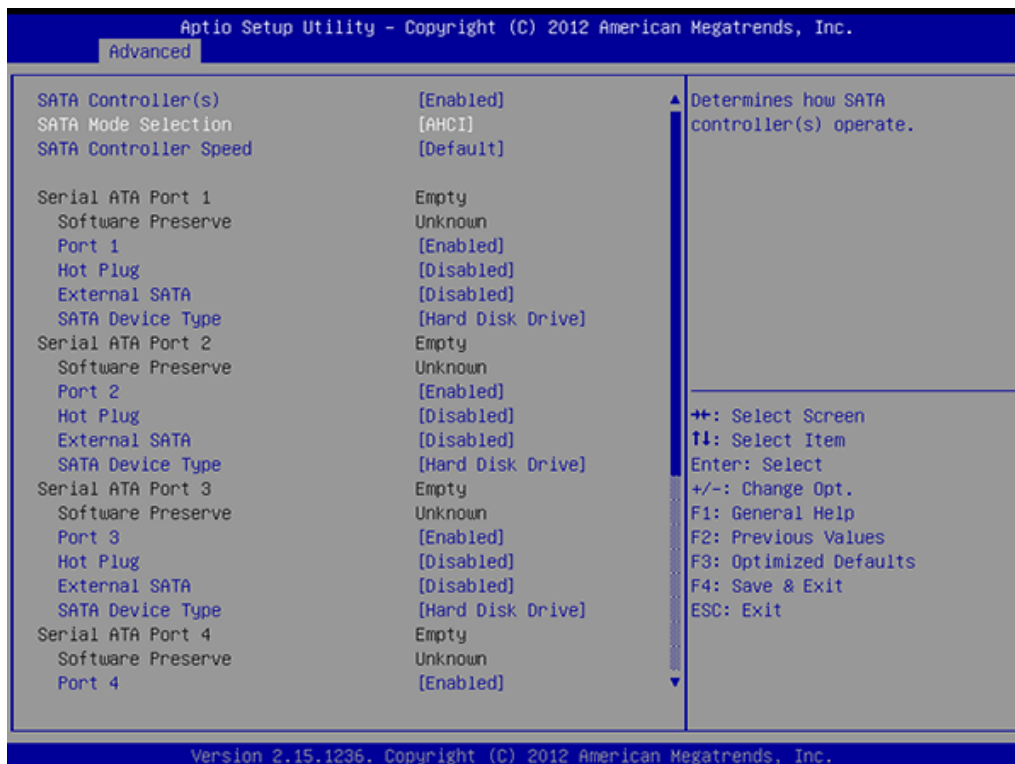 Aptio Setup Utility – Copyright (C) 2012 American Megatrends, Inc.
Advanced
SATA Controller(s) [Enabled]
SATA Mode Selection [AHCI]
SATA Controller Speed [Default]
Serial ATA Port 1 Empty
Software Preserve Unknown
Port 1 [Enabled]
Hot Plug [Disabled]
External SATA [Disabled]
SATA Device Type [Hard Disk Drive]
Serial ATA Port 2 Empty
Software Preserve Unknown
Port 2 [Enabled]
Hot Plug [Disabled]
External SATA [Disabled]
SATA Device Type [Hard Disk Drive]
Serial ATA Port 3 Empty
Software Preserve Unknown
Port 3 [Enabled]
Hot Plug [Disabled]
External SATA [Disabled]
SATA Device Type [Hard Disk Drive]
Serial ATA Port 4 Empty
Software Preserve Unknown
Port 4 [Enabled]
Determines how SATA
controller(s) operate.
→←: Select Screen
↑↓: Select Item
Enter: Select
+/-: Change Opt.
F1: General Help
F2: Previous Values
F3: Optimized Defaults
F4: Save & Exit
ESC: Exit
Version 2.15.1236. Copyright (C) 2012 American Megatrends, Inc.